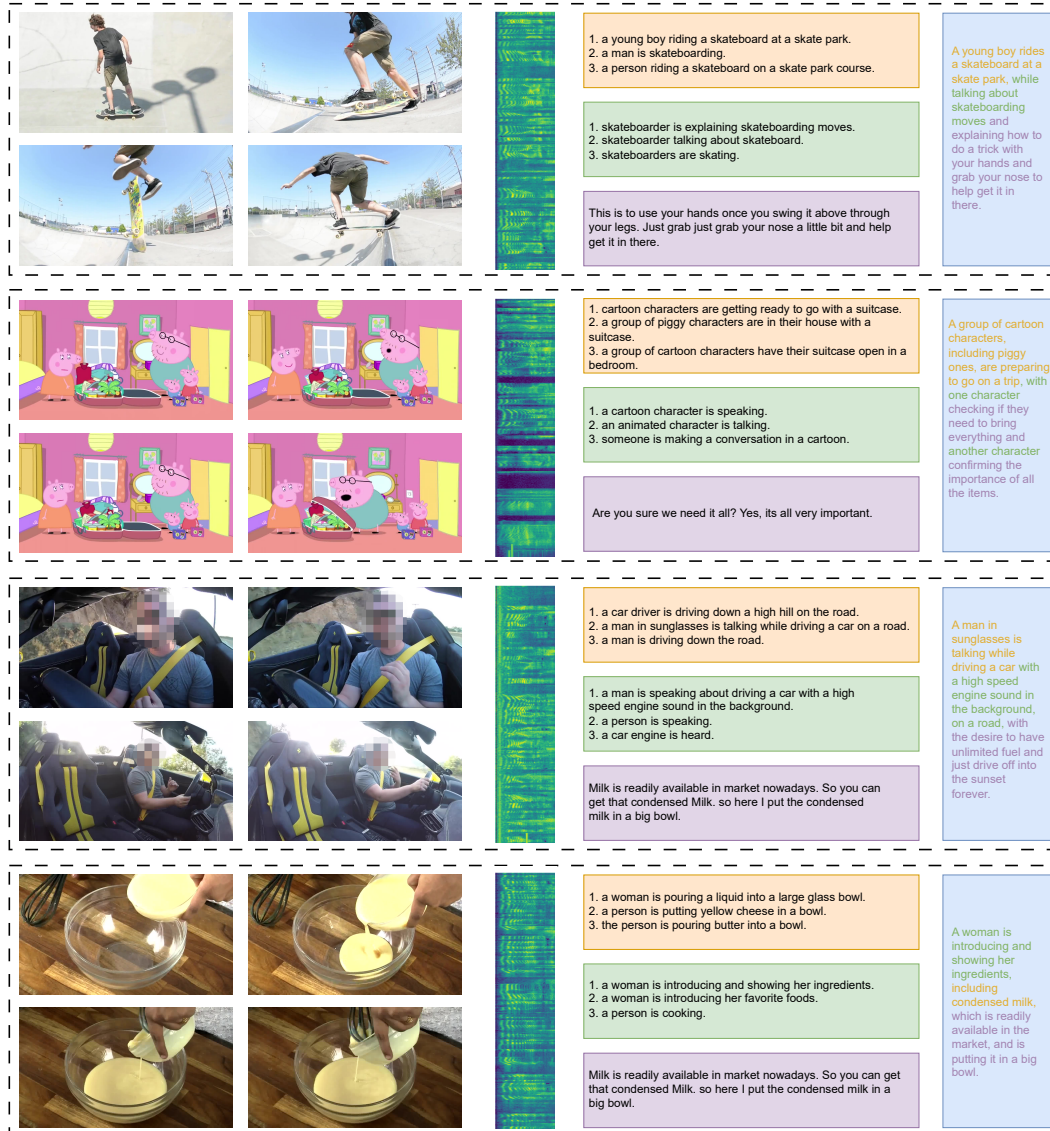 1. a young boy riding a skateboard at a skate park.
2. a man is skateboarding.
3. a person riding a skateboard on a skate park course.
1. skateboarder is explaining skateboarding moves.
2. skateboarder talking about skateboard.
3. skateboarders are skating.
This is to use your hands once you swing it above through
your legs. Just grab just grab your nose a little bit and help
get it in there.
A young boy rides
a skateboard at a
skate park, while
talking about
skateboarding
moves and
explaining how to
do a trick with
your hands and
grab your nose to
help get it in
there.
1. cartoon characters are getting ready to go with a suitcase.
2. a group of piggy characters are in their house with a
suitcase.
3. a group of cartoon characters have their suitcase open in a
bedroom.
1. a cartoon character is speaking.
2. an animated character is talking.
3. someone is making a conversation in a cartoon.
Are you sure we need it all? Yes, its all very important.
A group of cartoon
characters,
including piggy
ones, are preparing
to go on a trip, with
one character
checking if they
need to bring
everything and
another character
confirming the
importance of all
the items.
1. a car driver is driving down a high hill on the road.
2. a man in sunglasses is talking while driving a car on a road.
3. a man is driving down the road.
1. a man is speaking about driving a car with a high
speed engine sound in the background.
2. a person is speaking.
3. a car engine is heard.
Milk is readily available in market nowadays. So you can
get that condensed Milk. so here I put the condensed
milk in a big bowl.
A man in
sunglasses is
talking while
driving a car with
a high speed
engine sound in
the background,
on a road, with
the desire to have
unlimited fuel and
just drive off into
the sunset
forever.
1. a woman is pouring a liquid into a large glass bowl.
2. a person is putting yellow cheese in a bowl.
3. the person is pouring butter into a bowl.
1. a woman is introducing and showing her ingredients.
2. a woman is introducing her favorite foods.
3. a person is cooking.
Milk is readily available in market nowadays. So you can get
that condensed Milk. so here I put the condensed milk in a
big bowl.
A woman is
introducing and
showing her
ingredients,
including
condensed milk,
which is readily
available in the
market, and is
putting it in a big
bowl.